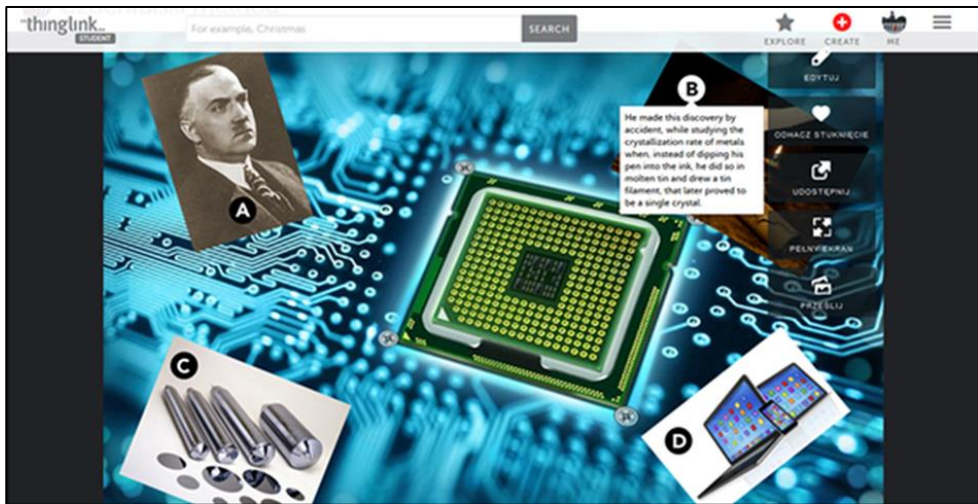 thinglink..
STUDENT
For example, Christmas
SEARCH
EXPLORE
CREATE
ME
A
B
He made this discovery by
accident, while studying the
crystallization rate of metals
when, instead of dipping his
pen into the ink, he did so in
molten tin and drew a tin
filament, that later proved to
be a single crystal.
EDYTUJ
ODHACZ STUKNIĘCIE
UDOSTĘPNIJ
PEŁNY EKRAN
PRZEŚLIJ
C
D